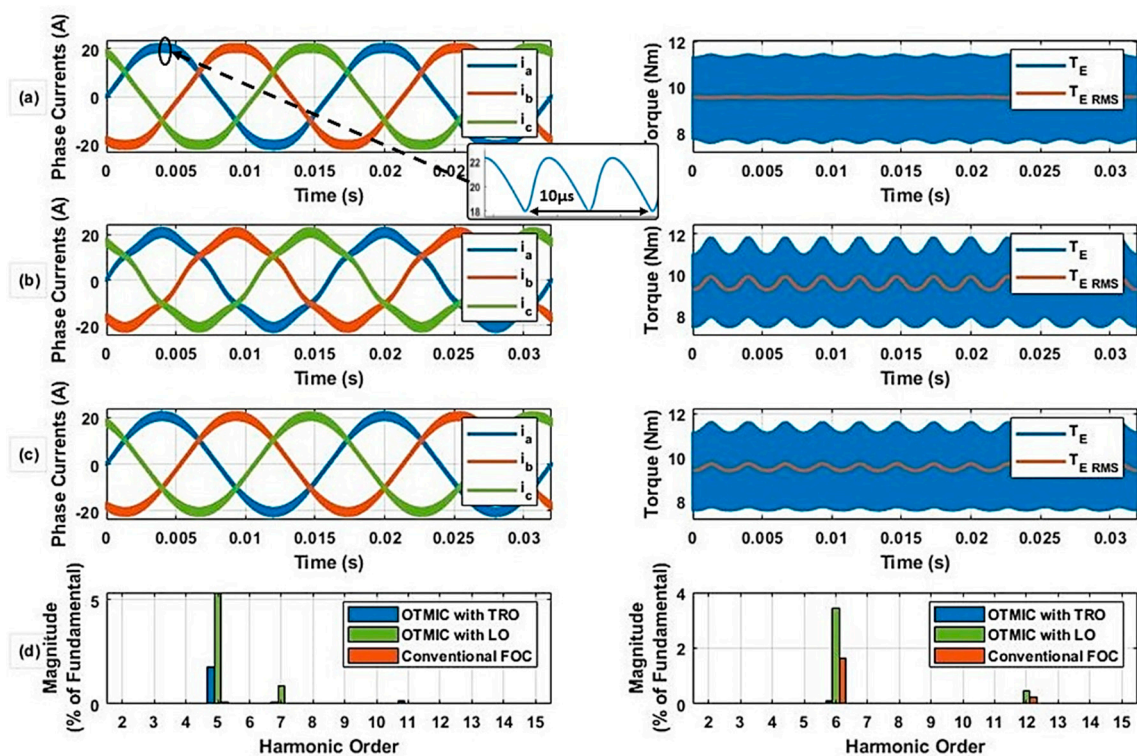 (a)
Phase Currents (A)
20
0
-20
i_a
i_b
i_c
0 0.005 0.01 0.015 0.02 0.025 0.03
Time (s)
22
20
18
10µs
Torque (Nm)
12
10
8
T_E
T_E RMS
0 0.005 0.01 0.015 0.02 0.025 0.03
Time (s)
(b)
Phase Currents (A)
20
0
-20
i_a
i_b
i_c
0 0.005 0.01 0.015 0.02 0.025 0.03
Time (s)
Torque (Nm)
12
10
8
T_E
T_E RMS
0 0.005 0.01 0.015 0.02 0.025 0.03
Time (s)
(c)
Phase Currents (A)
20
0
-20
i_a
i_b
i_c
0 0.005 0.01 0.015 0.02 0.025 0.03
Time (s)
Torque (Nm)
12
10
8
T_E
T_E RMS
0 0.005 0.01 0.015 0.02 0.025 0.03
Time (s)
(d)
Magnitude
(% of Fundamental)
5
0
OTMIC with TRO
OTMIC with LO
Conventional FOC
2 3 4 5 6 7 8 9 10 11 12 13 14 15
Harmonic Order
Magnitude
(% of Fundamental)
4
2
0
OTMIC with TRO
OTMIC with LO
Conventional FOC
2 3 4 5 6 7 8 9 10 11 12 13 14 15
Harmonic Order